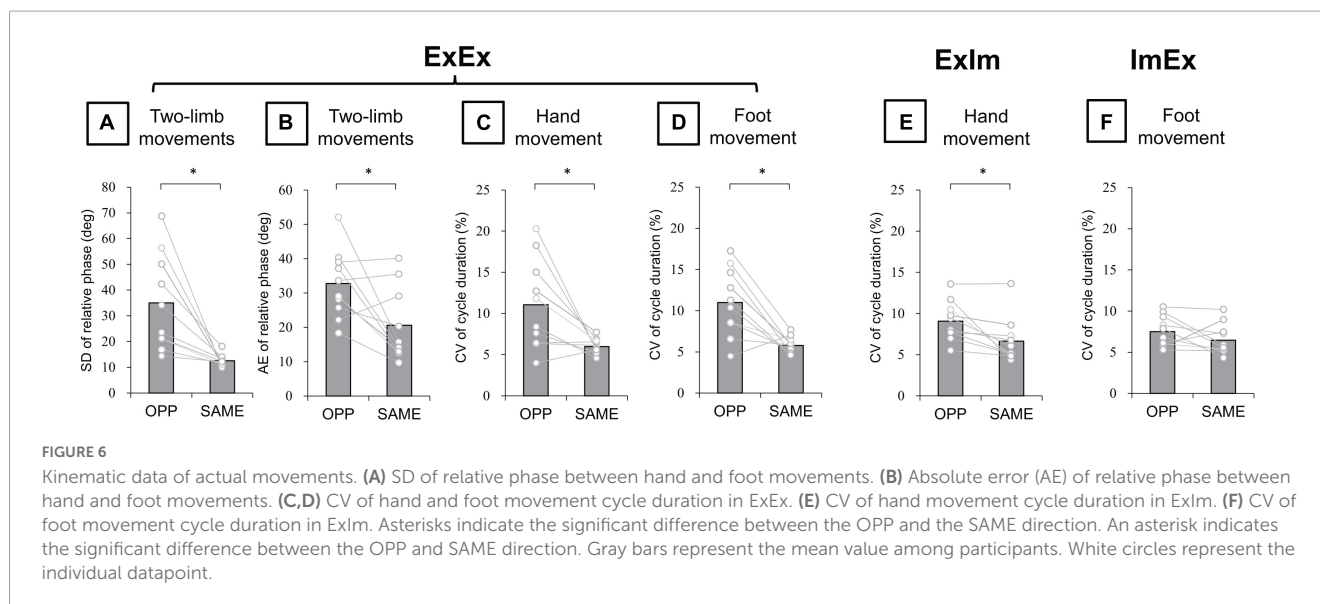 ExEx
ExIm
ImEx
A
Two-limb
movements
B
Two-limb
movements
C
Hand
movement
D
Foot
movement
E
Hand
movement
F
Foot
movement
SD of relative phase (deg)
80
70
60
50
40
30
20
10
0
*
OPP SAME
AE of relative phase (deg)
60
50
40
30
20
10
0
*
OPP SAME
CV of cycle duration (%)
25
20
15
10
5
0
*
OPP SAME
CV of cycle duration (%)
25
20
15
10
5
0
*
OPP SAME
CV of cycle duration (%)
25
20
15
10
5
0
*
OPP SAME
CV of cycle duration (%)
25
20
15
10
5
0
OPP SAME
FIGURE 6
Kinematic data of actual movements. (A) SD of relative phase between hand and foot movements. (B) Absolute error (AE) of relative phase between
hand and foot movements. (C,D) CV of hand and foot movement cycle duration in ExEx. (E) CV of hand movement cycle duration in ExIm. (F) CV of
foot movement cycle duration in ExIm. Asterisks indicate the significant difference between the OPP and the SAME direction. An asterisk indicates
the significant difference between the OPP and SAME direction. Gray bars represent the mean value among participants. White circles represent the
individual datapoint.